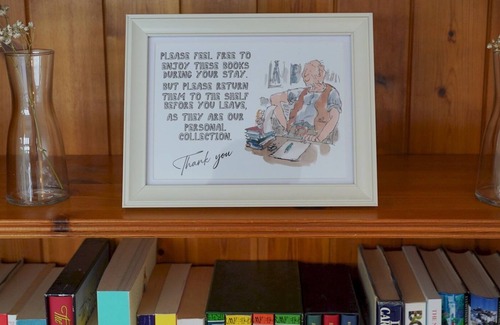 PLEASE FEEL FREE TO
ENJOY THESE BOOKS
DURING YOUR STAY.
BUT PLEASE RETURN
THEM TO THE SHELF
BEFORE YOU LEAVE,
AS THEY ARE OUR
PERSONAL
COLLECTION.
Thank you